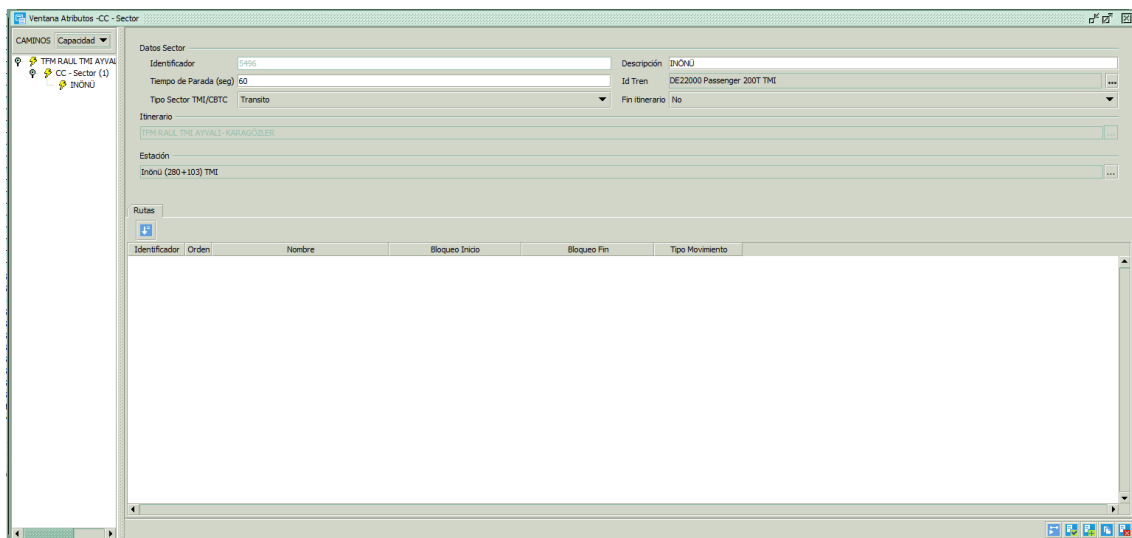 Ventana Atributos -CC - Sector
CAMINOS Capacidad
TFM RAUL TMI AYVAL
CC - Sector (1)
INÖNÜ
Datos Sector
Identificador 5496 Descripción INÖNÜ
Tiempo de Parada (seg) 60 Id Tren DE22000 Passenger 200T TMI ...
Tipo Sector TMI/CBTC Transito Fin itinerario No
Itinerario
TFM RAUL TMI AYVALI- KARAGÖZLER ...
Estación
Inönü (280+103) TMI ...
Rutas
Identificador Orden Nombre Bloqueo Inicio Bloqueo Fin Tipo Movimiento